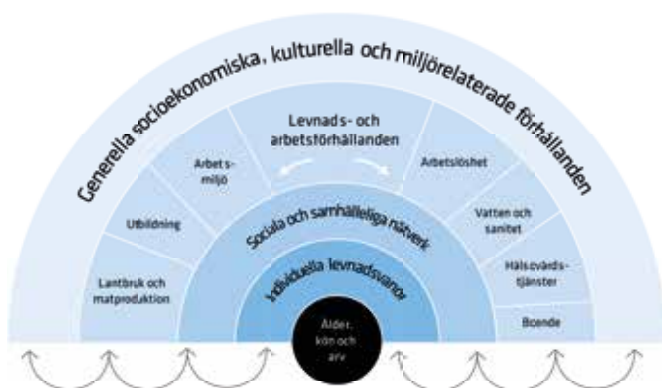 Generella socioekonomiska, kulturella och miljörelaterade förhållanden
Levnads- och
arbetsförhållanden
Arbets-
miljö
Arbetslöshet
Utbildning
Vatten och
sanitet
Lantbruk och
matproduktion
Hälsovårds-
tjänster
Boende
Sociala och samhälleliga nätverk
Individuella levnadsvanor
Ålder,
kön och
arv